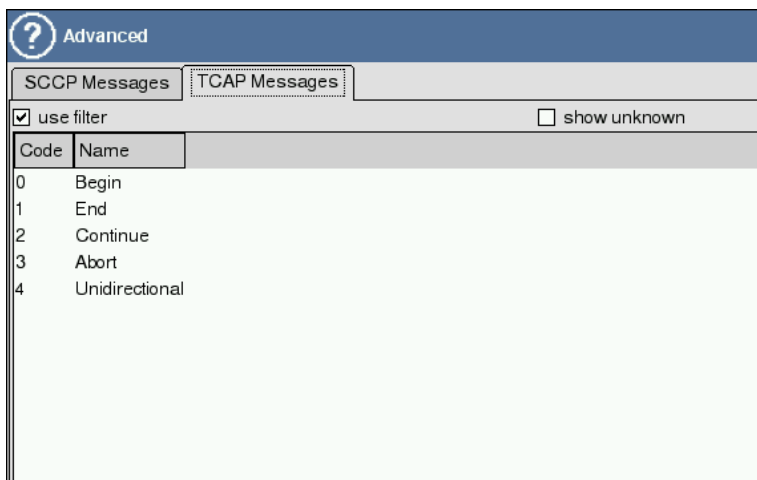 ? Advanced
SCCP Messages TCAP Messages
use filter show unknown
Code Name
0 Begin
1 End
2 Continue
3 Abort
4 Unidirectional